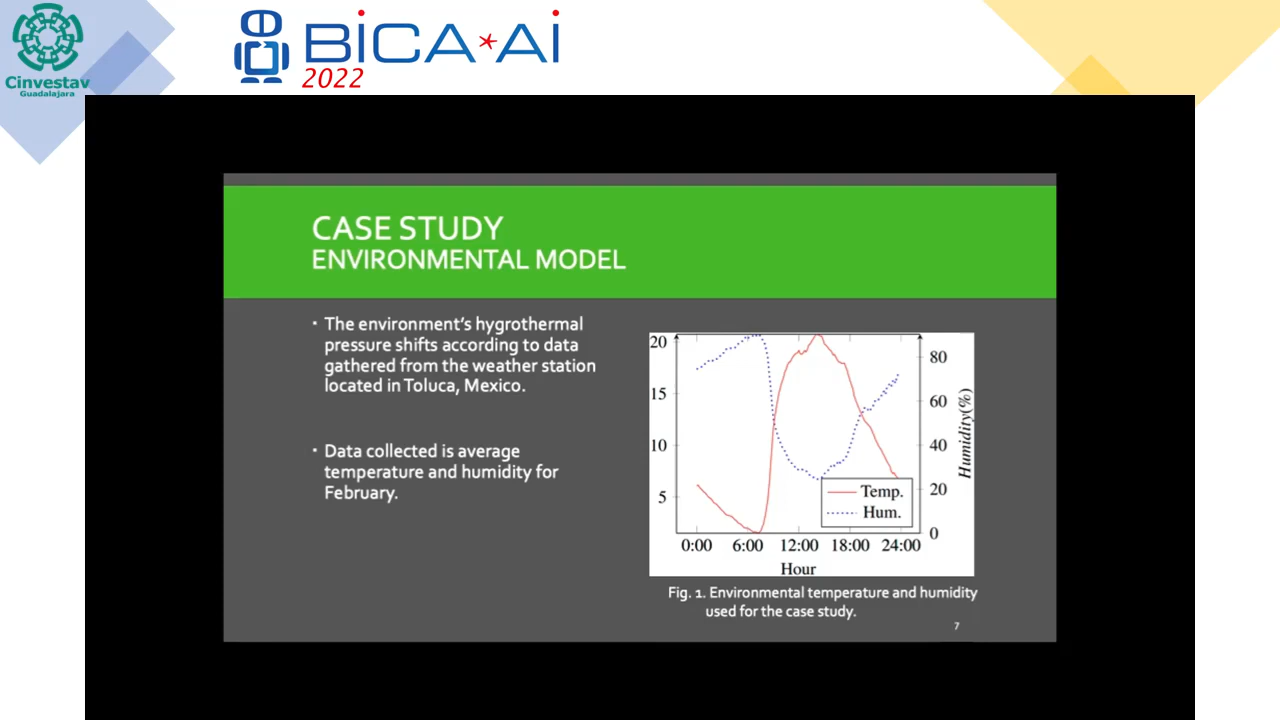 Cinvestav
Guadalajara
BiCA*Ai
2022
CASE STUDY
ENVIRONMENTAL MODEL
▪ The environment's hygrothermal
pressure shifts according to data
gathered from the weather station
located in Toluca, Mexico.
▪ Data collected is average
temperature and humidity for
February.
20
15
10
5
80
60
40
20
0
Humidity(%)
Temp.
Hum.
0:00 6:00 12:00 18:00 24:00
Hour
Fig. 1. Environmental temperature and humidity
used for the case study.
7